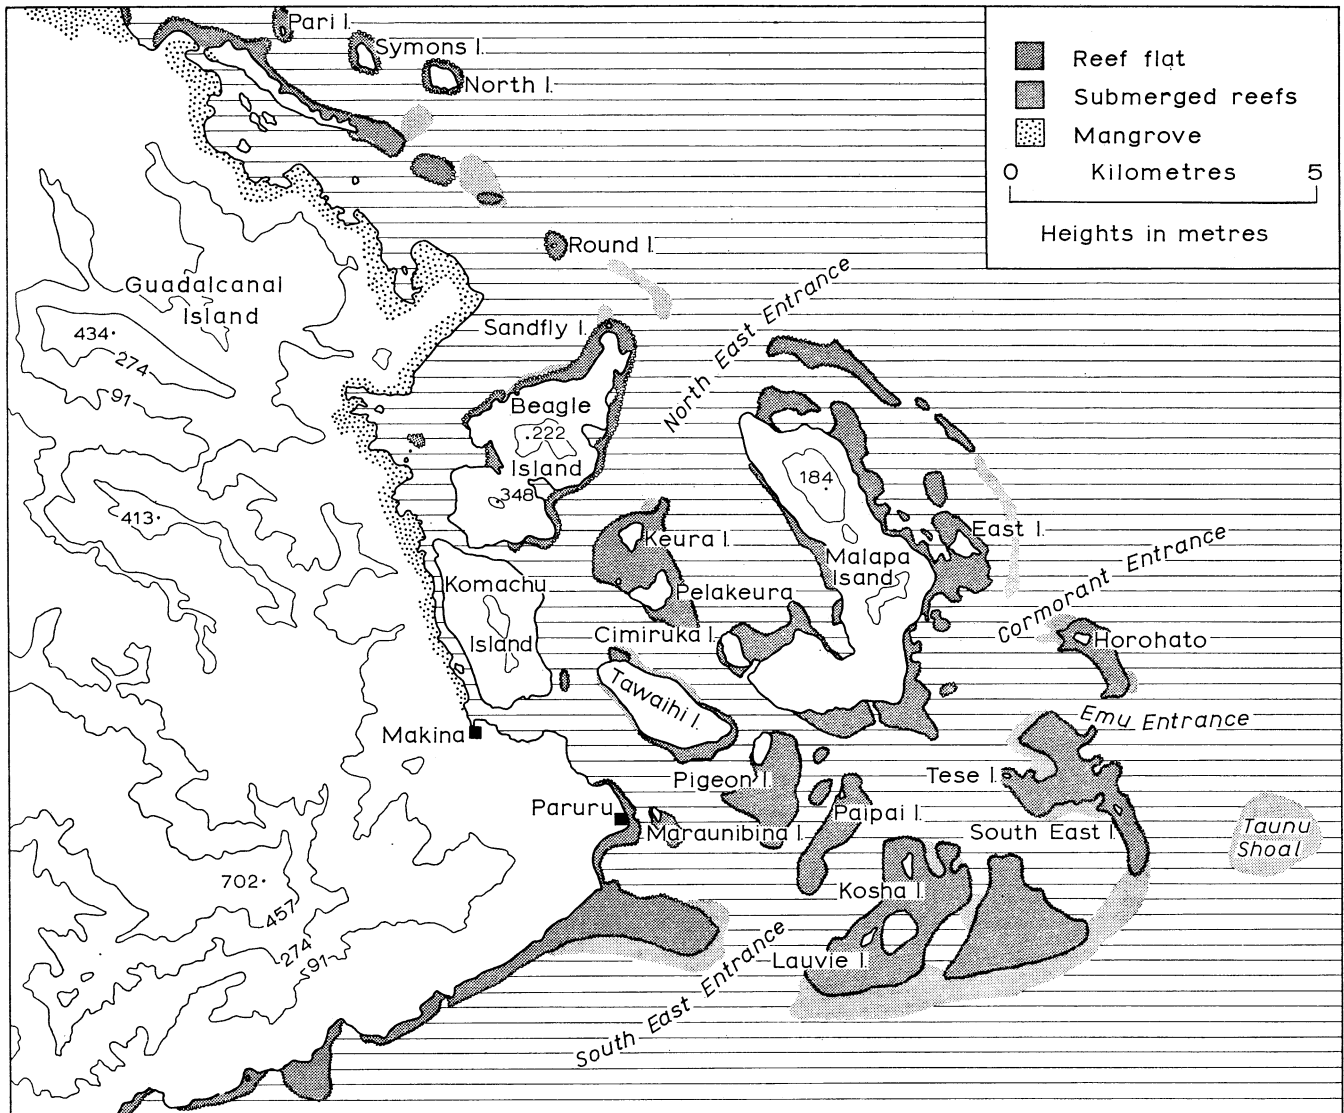 Pari I.
Symons I.
North I.
Reef flat
Submerged reefs
Mangrove
0 Kilometres 5
Heights in metres
Round I.
Guadalcanal
Island
434
274
91
Sandfly I.
North East Entrance
Beagle
222
Island
348
184
413
Keura I.
East I.
Malapa
Island
Cormorant Entrance
Komachu
Island
Pelakeura
Cimiruka I.
Horohato
Tawaihi I.
Emu Entrance
Makina
Pigeon I.
Tese I.
Paruru
Maraunibina I.
Paipai I.
South East I.
Taunu
Shoal
702
457
274
91
Kosha I.
Lauvie I.
South East Entrance